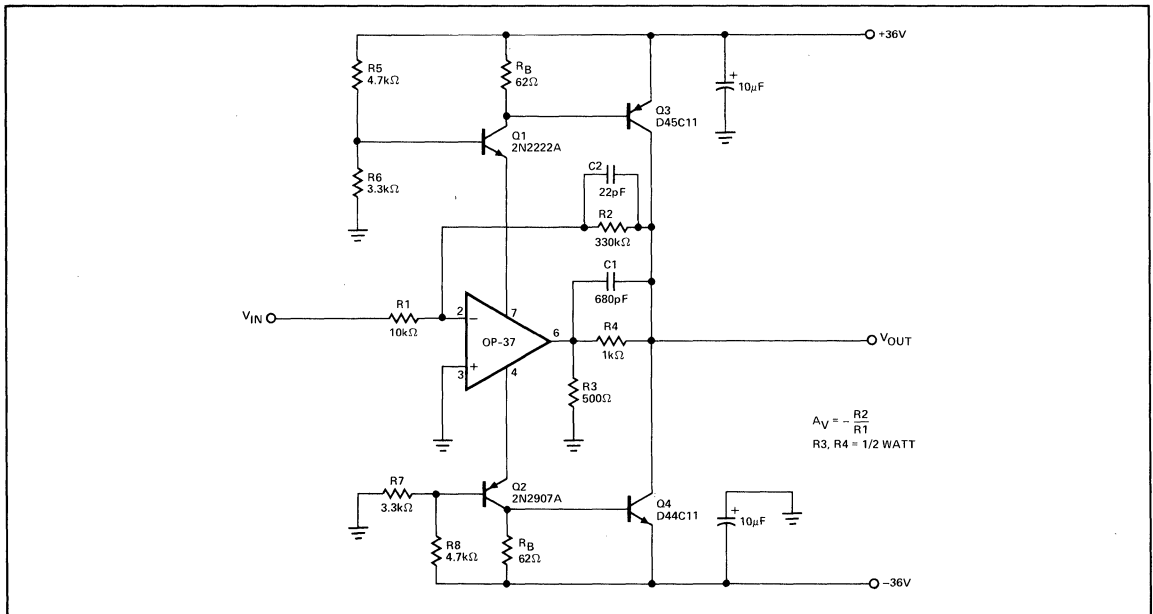 +36V
R5
4.7kΩ
RB
62Ω
+
10μF
Q3
D45C11
Q1
2N2222A
R6
3.3kΩ
C2
22pF
R2
330kΩ
C1
680pF
VIN
R1
10kΩ
2
−
7
OP-37
6
R4
1kΩ
VOUT
+
3
4
R3
500Ω
AV = − R2
R1
R3, R4 = 1/2 WATT
R7
3.3kΩ
Q2
2N2907A
Q4
D44C11
+
10μF
R8
4.7kΩ
RB
62Ω
−36V